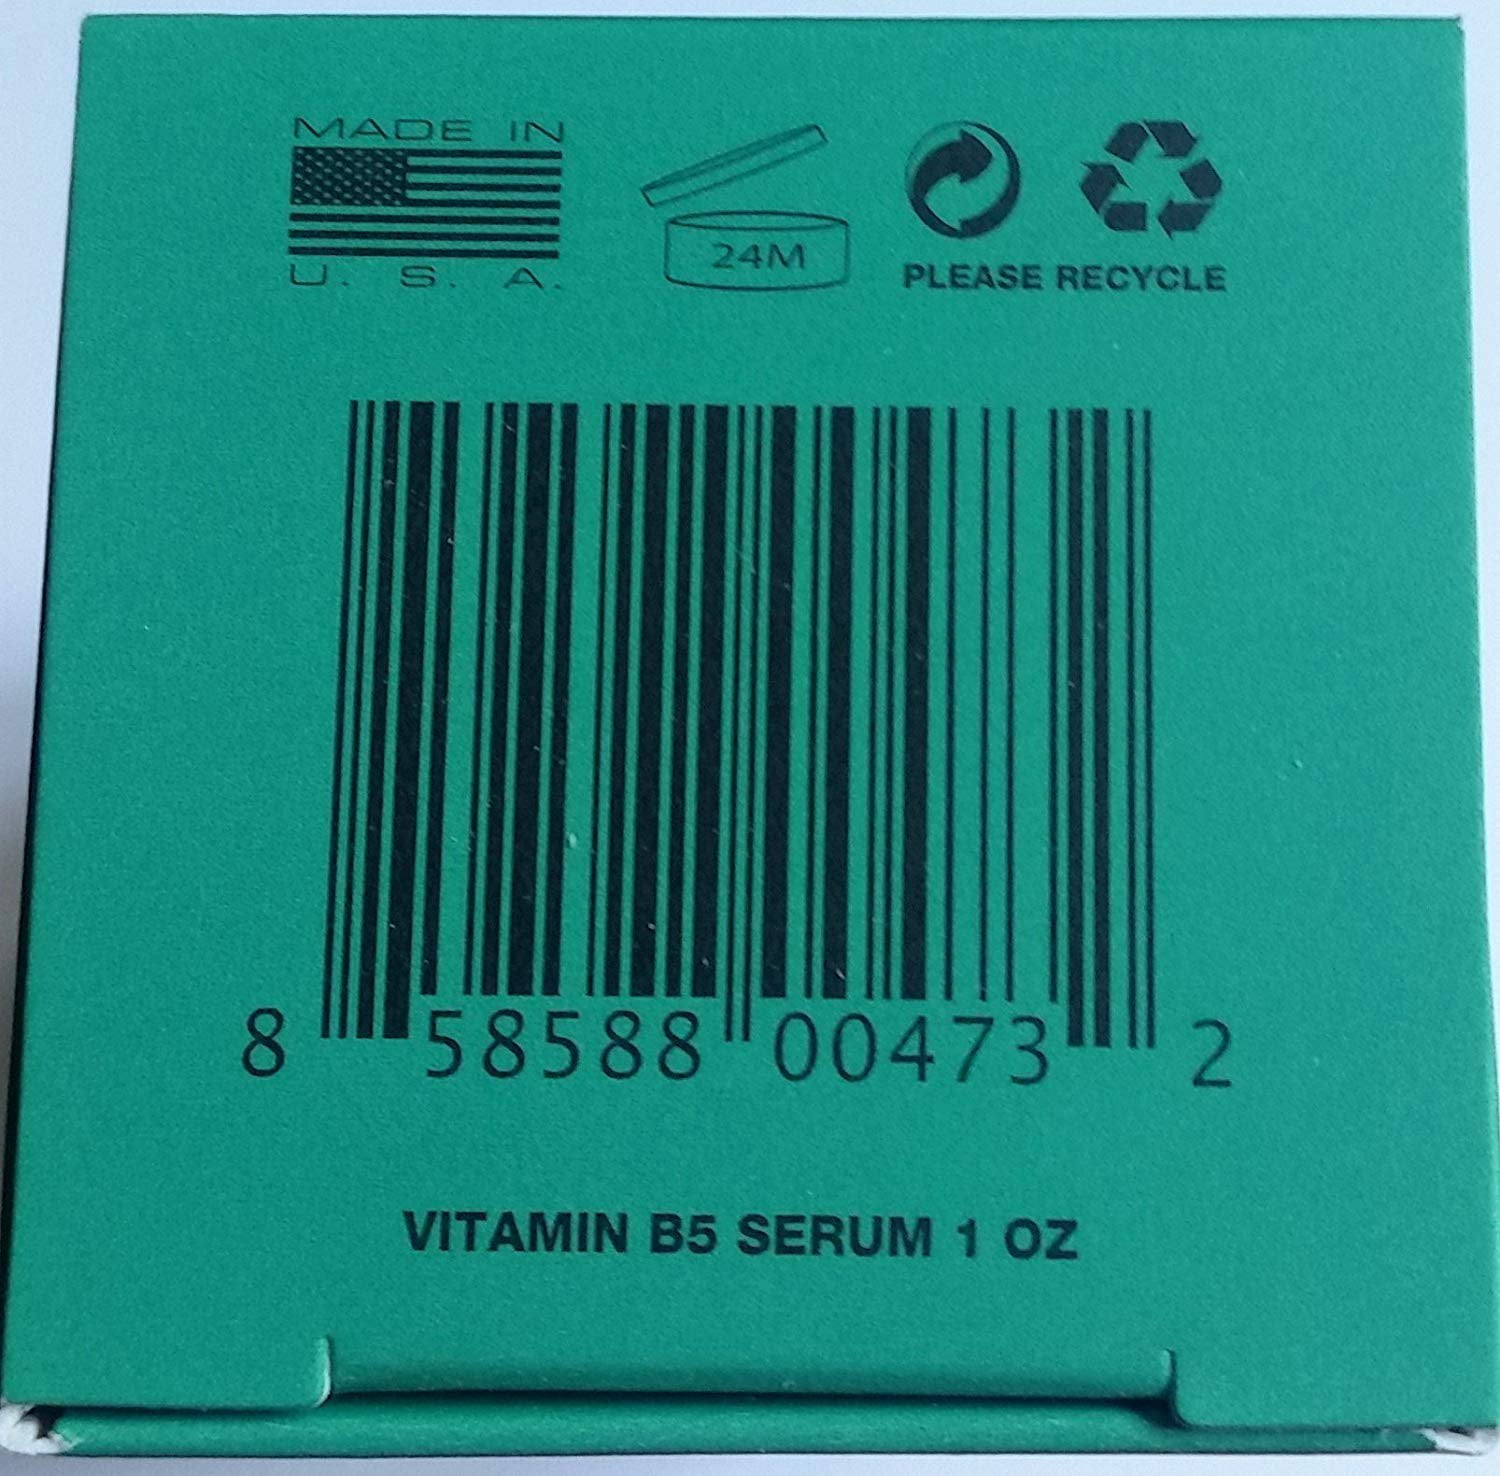 MADE IN
U. S. A.
24M
PLEASE RECYCLE
8 58588 00473 2
VITAMIN B5 SERUM 1 OZ